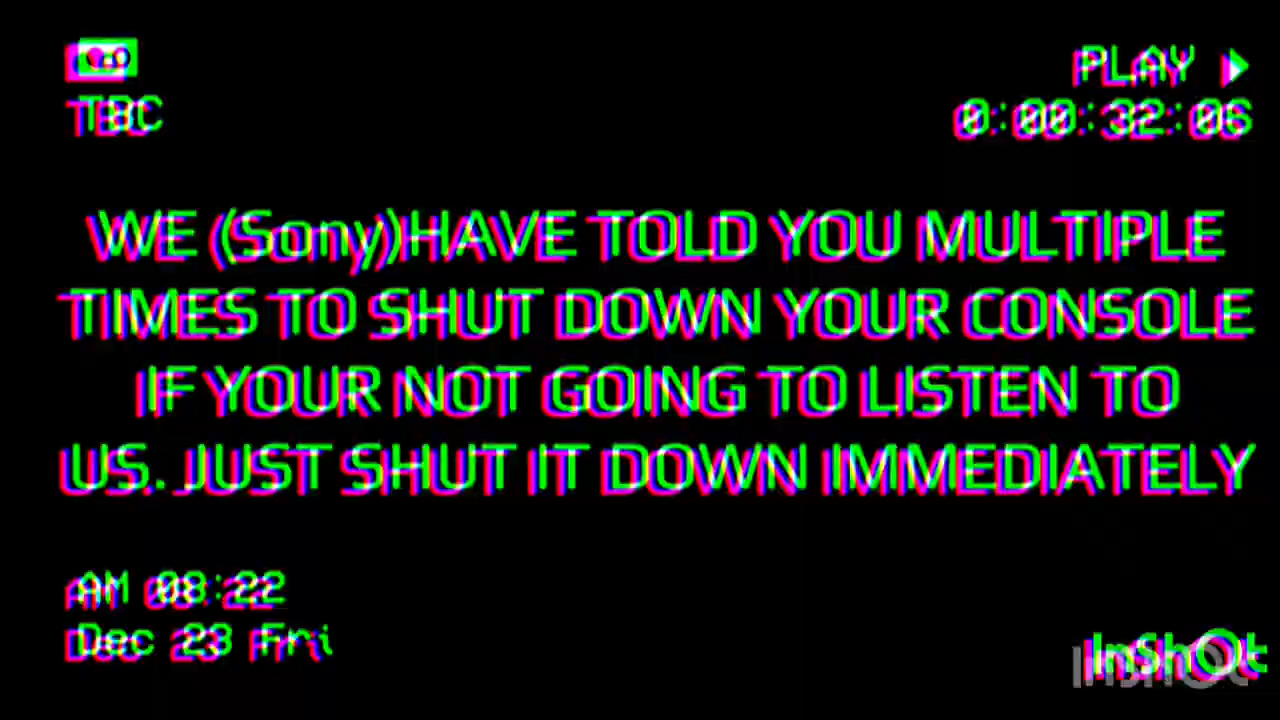 TBC
PLAY
0:00:32:06
WE (Sony)HAVE TOLD YOU MULTIPLE
TIMES TO SHUT DOWN YOUR CONSOLE
IF YOUR NOT GOING TO LISTEN TO
US. JUST SHUT IT DOWN IMMEDIATELY
AM 08:22
Dec 23 Fri
InShOt